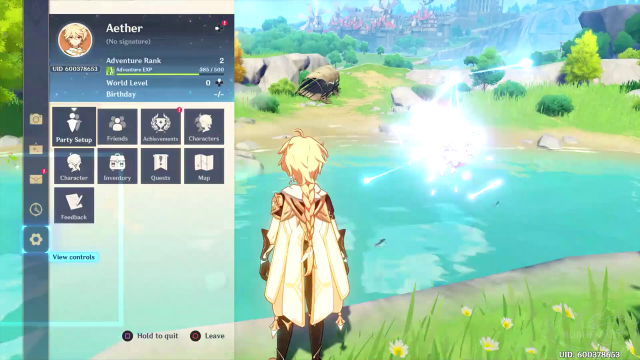 Aether
(No signature)
UID 600378653
Adventure Rank 2
Adventure EXP 385 / 500
World Level 0
Birthday -/-
Party Setup
Friends
Achievements
Characters
Character
Inventory
Quests
Map
Feedback
View controls
Hold to quit
Leave
UID: 600378653